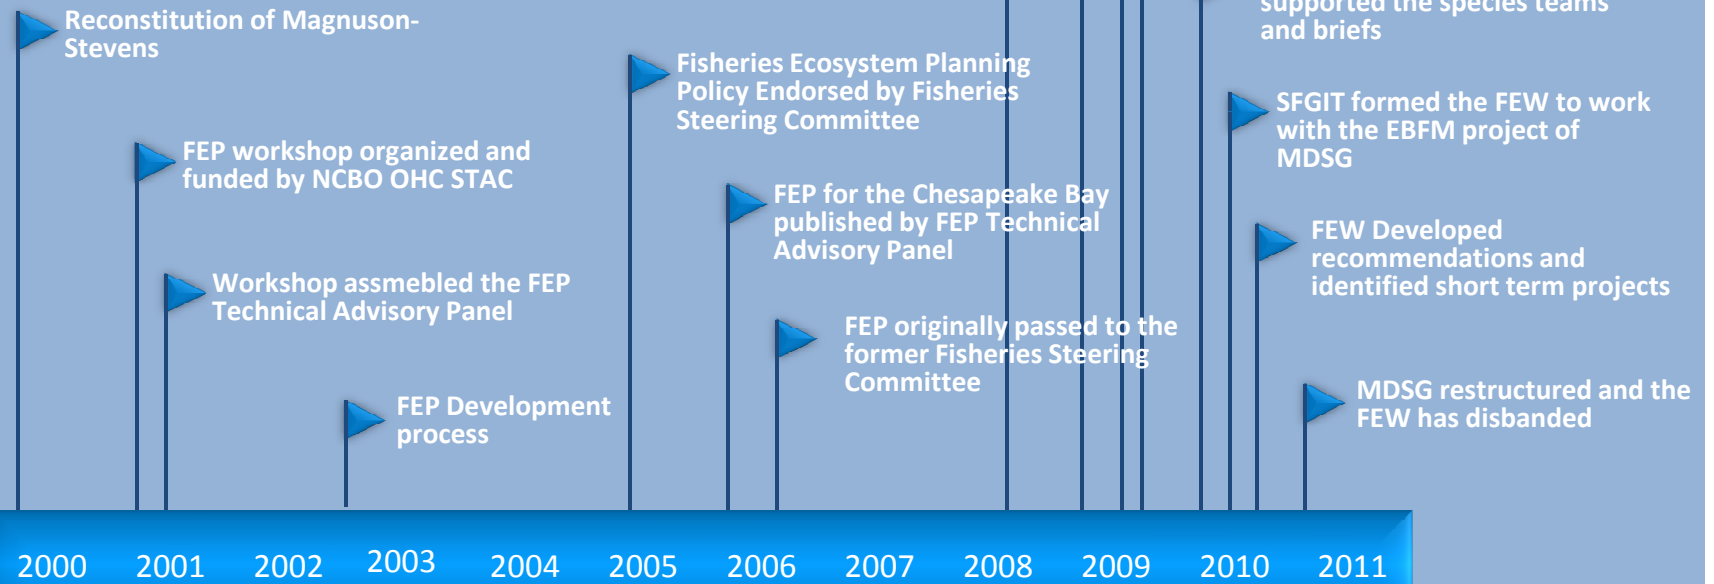 Reconstitution of Magnuson-
Stevens
FEP workshop organized and
funded by NCBO OHC STAC
Workshop assmebled the FEP
Technical Advisory Panel
FEP Development
process
Fisheries Ecosystem Planning
Policy Endorsed by Fisheries
Steering Committee
FEP for the Chesapeake Bay
published by FEP Technical
Advisory Panel
FEP originally passed to the
former Fisheries Steering
Committee
supported the species teams
and briefs
SFGIT formed the FEW to work
with the EBFM project of
MDSG
FEW Developed
recommendations and
identified short term projects
MDSG restructured and the
FEW has disbanded
2000 2001 2002 2003 2004 2005 2006 2007 2008 2009 2010 2011